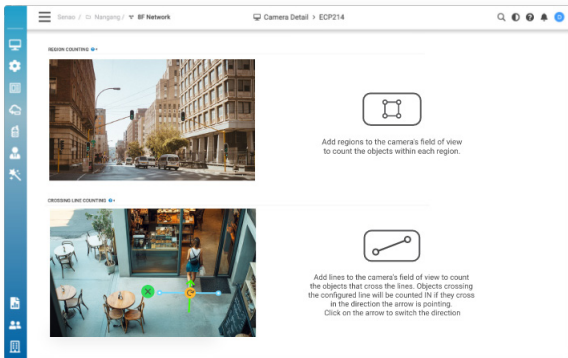 Senao / Nangang / 8F Network
Camera Detail > ECP214
REGION COUNTING
Add regions to the camera's field of view
to count the objects within each region.
CROSSING LINE COUNTING
Add lines to the camera's field of view to count
the objects that cross the lines. Objects crossing
the configured line will be counted IN if they cross
in the direction the arrow is pointing.
Click on the arrow to switch the direction